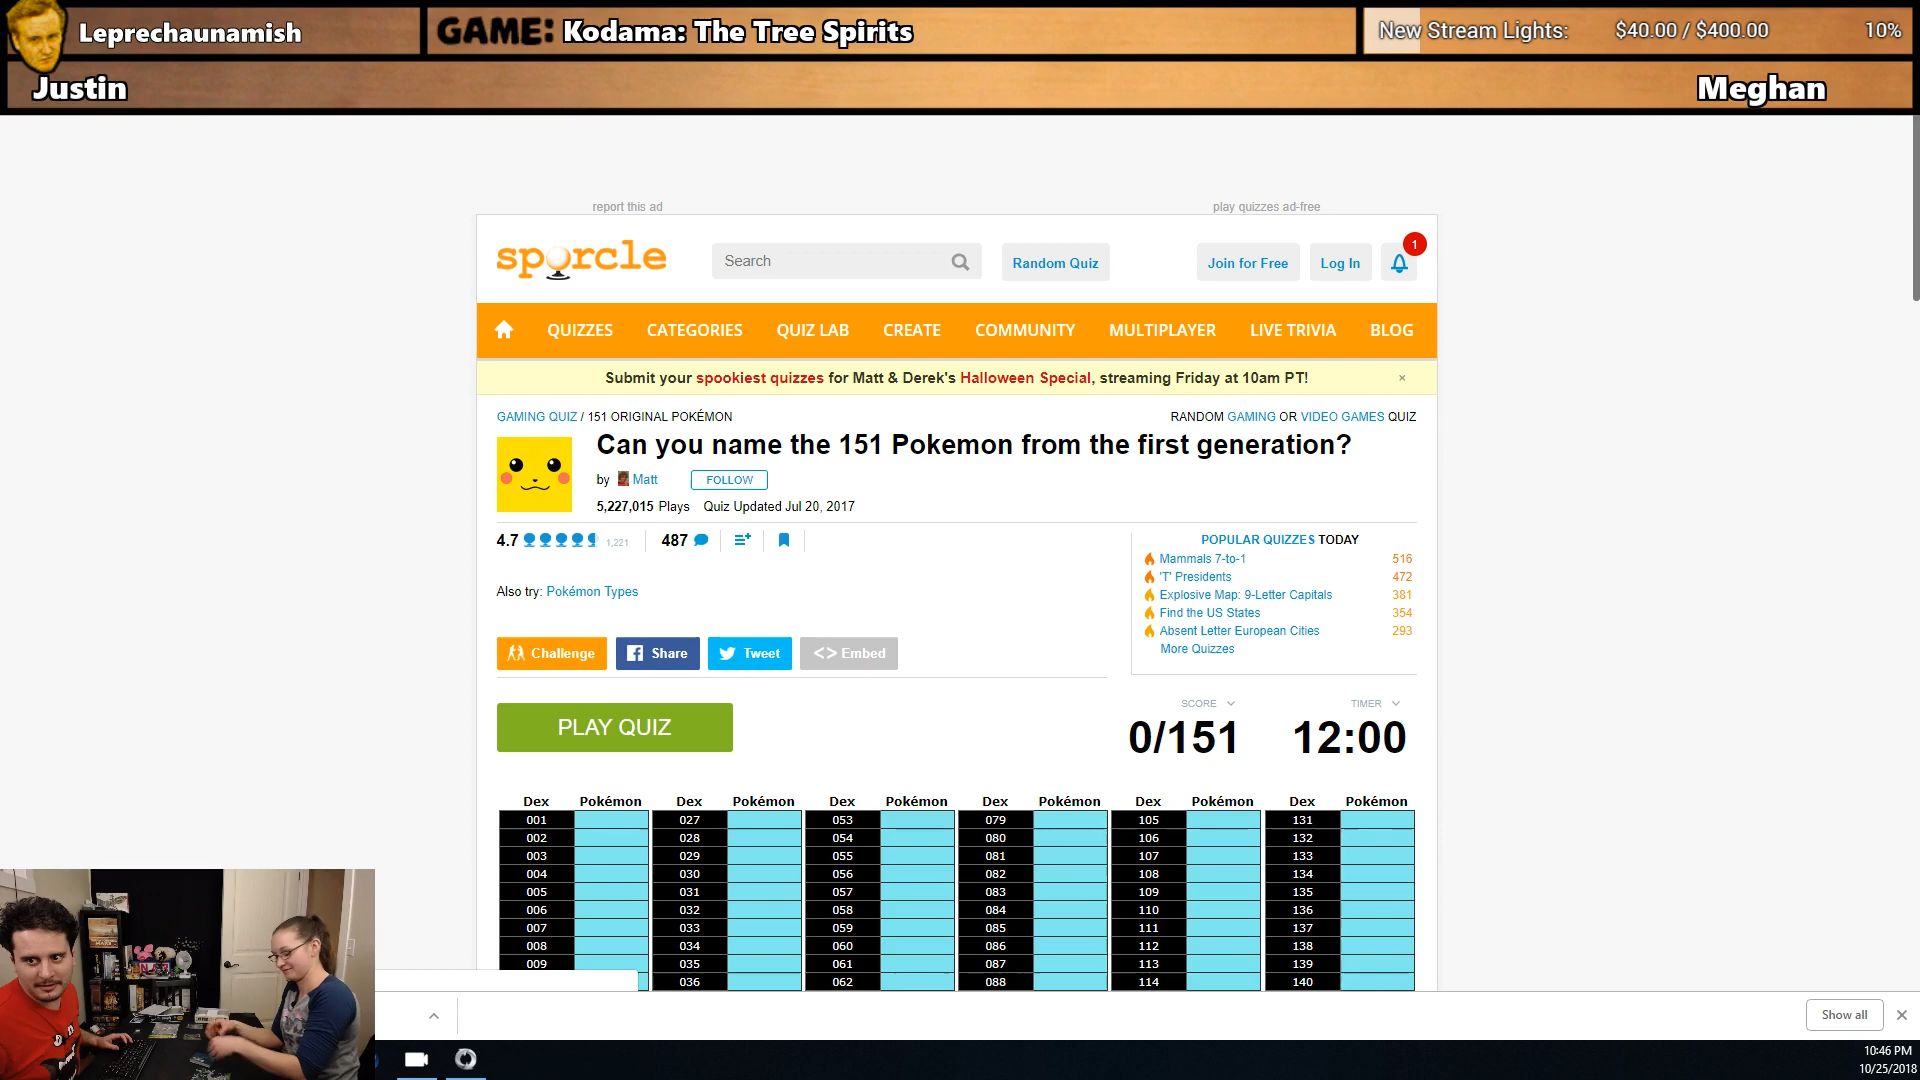 Leprechaunamish
GAME: Kodama: The Tree Spirits
New Stream Lights: $40.00 / $400.00 10%
Justin
Meghan
report this ad
play quizzes ad-free
sporcle
Search
Random Quiz
Join for Free
Log In
1
QUIZZES CATEGORIES QUIZ LAB CREATE COMMUNITY MULTIPLAYER LIVE TRIVIA BLOG
Submit your spookiest quizzes for Matt & Derek's Halloween Special, streaming Friday at 10am PT! ×
GAMING QUIZ / 151 ORIGINAL POKÉMON
RANDOM GAMING OR VIDEO GAMES QUIZ
Can you name the 151 Pokemon from the first generation?
by Matt FOLLOW
5,227,015 Plays Quiz Updated Jul 20, 2017
4.7 1,221 487
POPULAR QUIZZES TODAY
Mammals 7-to-1 516
'T' Presidents 472
Explosive Map: 9-Letter Capitals 381
Find the US States 354
Absent Letter European Cities 293
More Quizzes
Also try: Pokémon Types
Challenge
Share
Tweet
<> Embed
PLAY QUIZ
SCORE
0/151
TIMER
12:00
Dex Pokémon Dex Pokémon Dex Pokémon Dex Pokémon Dex Pokémon Dex Pokémon
001 027 053 079 105 131
002 028 054 080 106 132
003 029 055 081 107 133
004 030 056 082 108 134
005 031 057 083 109 135
006 032 058 084 110 136
007 033 059 085 111 137
008 034 060 086 112 138
009 035 061 087 113 139
036 062 088 114 140
Show all
10:46 PM
10/25/2018